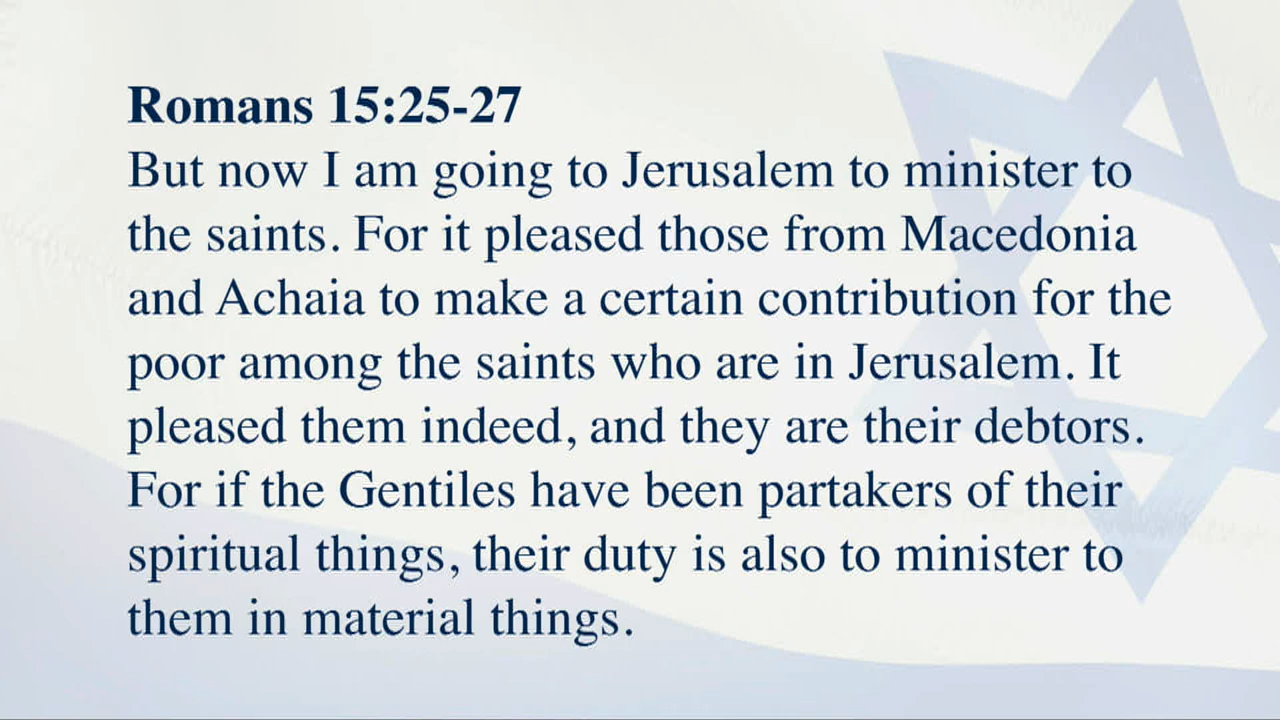 Romans 15:25-27
But now I am going to Jerusalem to minister to
the saints. For it pleased those from Macedonia
and Achaia to make a certain contribution for the
poor among the saints who are in Jerusalem. It
pleased them indeed, and they are their debtors.
For if the Gentiles have been partakers of their
spiritual things, their duty is also to minister to
them in material things.